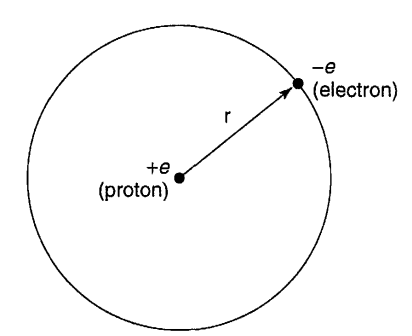 –e
(electron)
r
+e
(proton)